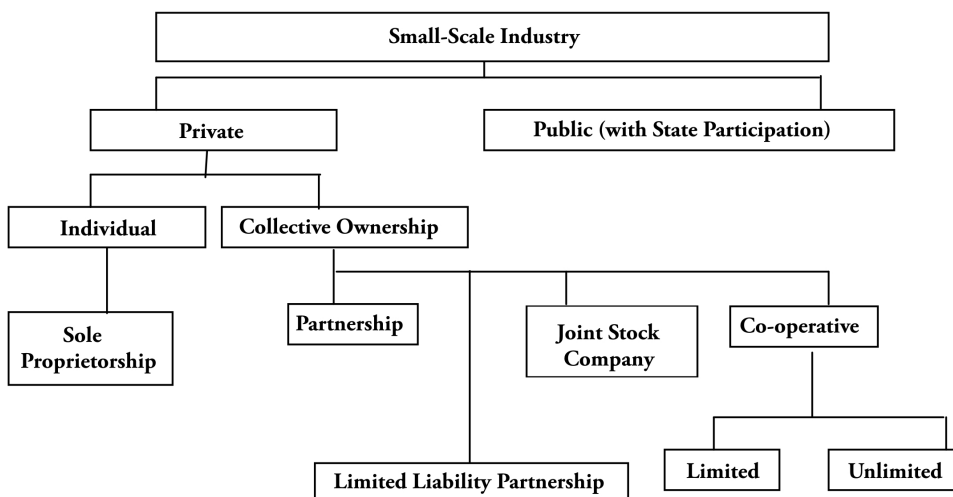 Small-Scale Industry
Private
Public (with State Participation)
Individual
Collective Ownership
Sole
Proprietorship
Partnership
Joint Stock
Company
Co-operative
Limited Liability Partnership
Limited
Unlimited